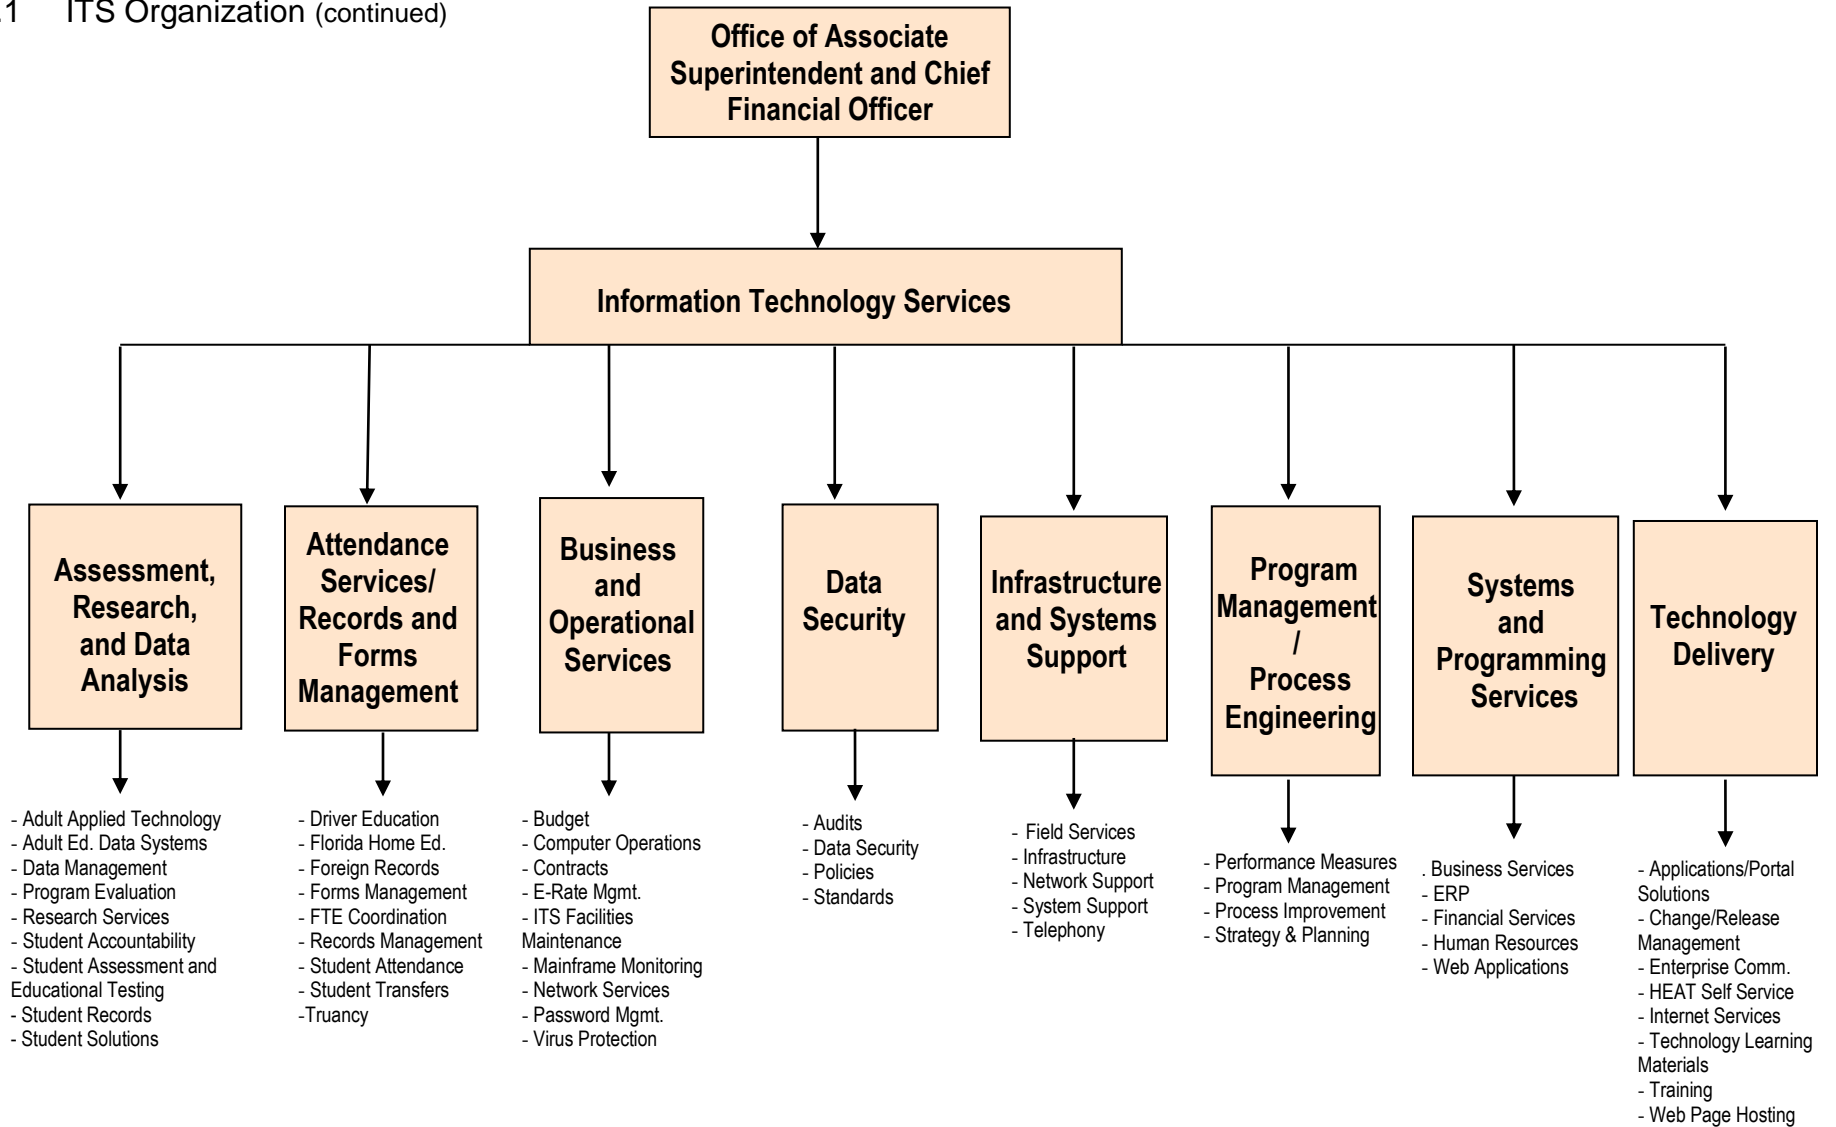 .1 ITS Organization (continued)
Office of Associate
Superintendent and Chief
Financial Officer
Information Technology Services
Assessment,
Research,
and Data
Analysis
Attendance
Services/
Records and
Forms
Management
Business
and
Operational
Services
Data
Security
Infrastructure
and Systems
Support
Program
Management
/
Process
Engineering
Systems
and
Programming
Services
Technology
Delivery
- Adult Applied Technology
- Adult Ed. Data Systems
- Data Management
- Program Evaluation
- Research Services
- Student Accountability
- Student Assessment and
Educational Testing
- Student Records
- Student Solutions
- Driver Education
- Florida Home Ed.
- Foreign Records
- Forms Management
- FTE Coordination
- Records Management
- Student Attendance
- Student Transfers
-Truancy
- Budget
- Computer Operations
- Contracts
- E-Rate Mgmt.
- ITS Facilities
Maintenance
- Mainframe Monitoring
- Network Services
- Password Mgmt.
- Virus Protection
- Audits
- Data Security
- Policies
- Standards
- Field Services
- Infrastructure
- Network Support
- System Support
- Telephony
- Performance Measures
- Program Management
- Process Improvement
- Strategy & Planning
. Business Services
- ERP
- Financial Services
- Human Resources
- Web Applications
- Applications/Portal
Solutions
- Change/Release
Management
- Enterprise Comm.
- HEAT Self Service
- Internet Services
- Technology Learning
Materials
- Training
- Web Page Hosting